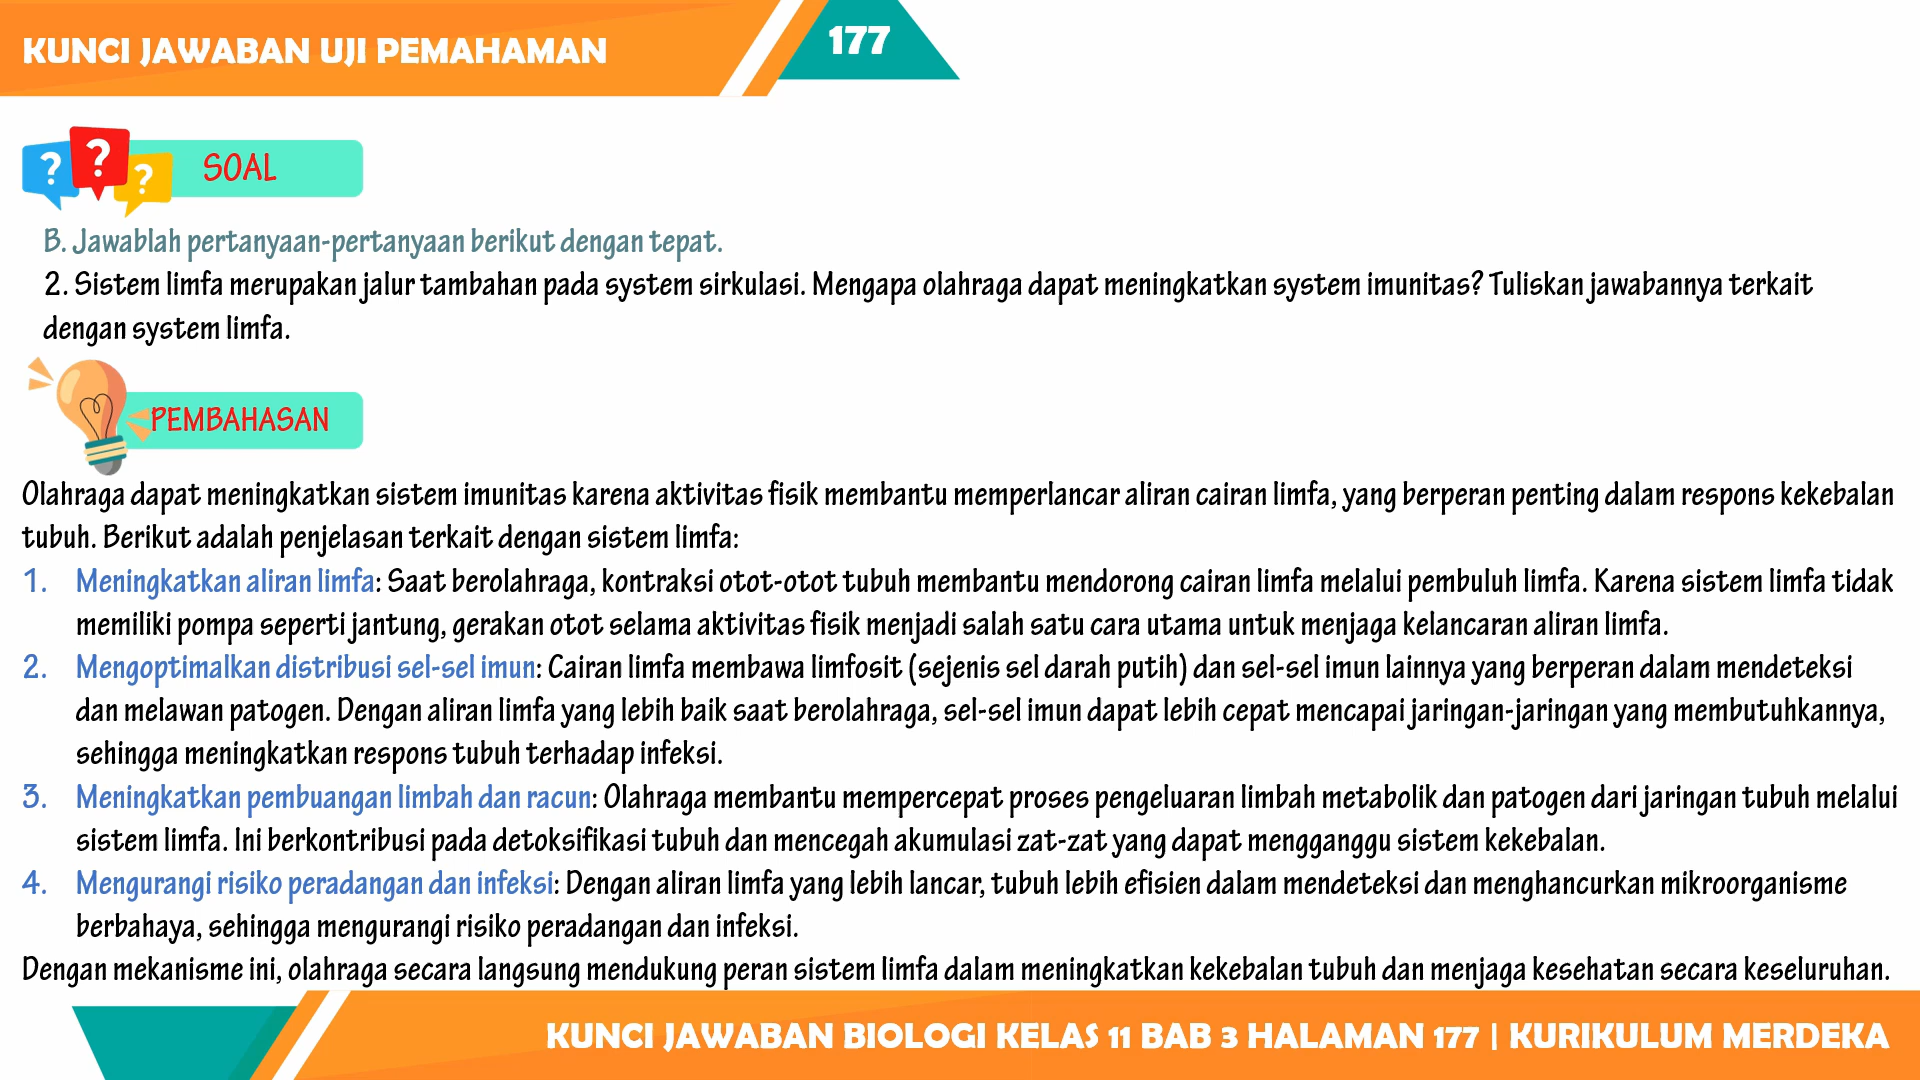 KUNCI JAWABAN UJI PEMAHAMAN
177
? ? ?
SOAL
B. Jawablah pertanyaan-pertanyaan berikut dengan tepat.
2. Sistem limfa merupakan jalur tambahan pada system sirkulasi. Mengapa olahraga dapat meningkatkan system imunitas? Tuliskan jawabannya terkait
dengan system limfa.
PEMBAHASAN
Olahraga dapat meningkatkan sistem imunitas karena aktivitas fisik membantu memperlancar aliran cairan limfa, yang berperan penting dalam respons kekebalan
tubuh. Berikut adalah penjelasan terkait dengan sistem limfa:
1. Meningkatkan aliran limfa: Saat berolahraga, kontraksi otot-otot tubuh membantu mendorong cairan limfa melalui pembuluh limfa. Karena sistem limfa tidak
memiliki pompa seperti jantung, gerakan otot selama aktivitas fisik menjadi salah satu cara utama untuk menjaga kelancaran aliran limfa.
2. Mengoptimalkan distribusi sel-sel imun: Cairan limfa membawa limfosit (sejenis sel darah putih) dan sel-sel imun lainnya yang berperan dalam mendeteksi
dan melawan patogen. Dengan aliran limfa yang lebih baik saat berolahraga, sel-sel imun dapat lebih cepat mencapai jaringan-jaringan yang membutuhkannya,
sehingga meningkatkan respons tubuh terhadap infeksi.
3. Meningkatkan pembuangan limbah dan racun: Olahraga membantu mempercepat proses pengeluaran limbah metabolik dan patogen dari jaringan tubuh melalui
sistem limfa. Ini berkontribusi pada detoksifikasi tubuh dan mencegah akumulasi zat-zat yang dapat mengganggu sistem kekebalan.
4. Mengurangi risiko peradangan dan infeksi: Dengan aliran limfa yang lebih lancar, tubuh lebih efisien dalam mendeteksi dan menghancurkan mikroorganisme
berbahaya, sehingga mengurangi risiko peradangan dan infeksi.
Dengan mekanisme ini, olahraga secara langsung mendukung peran sistem limfa dalam meningkatkan kekebalan tubuh dan menjaga kesehatan secara keseluruhan.
KUNCI JAWABAN BIOLOGI KELAS 11 BAB 3 HALAMAN 177 | KURIKULUM MERDEKA